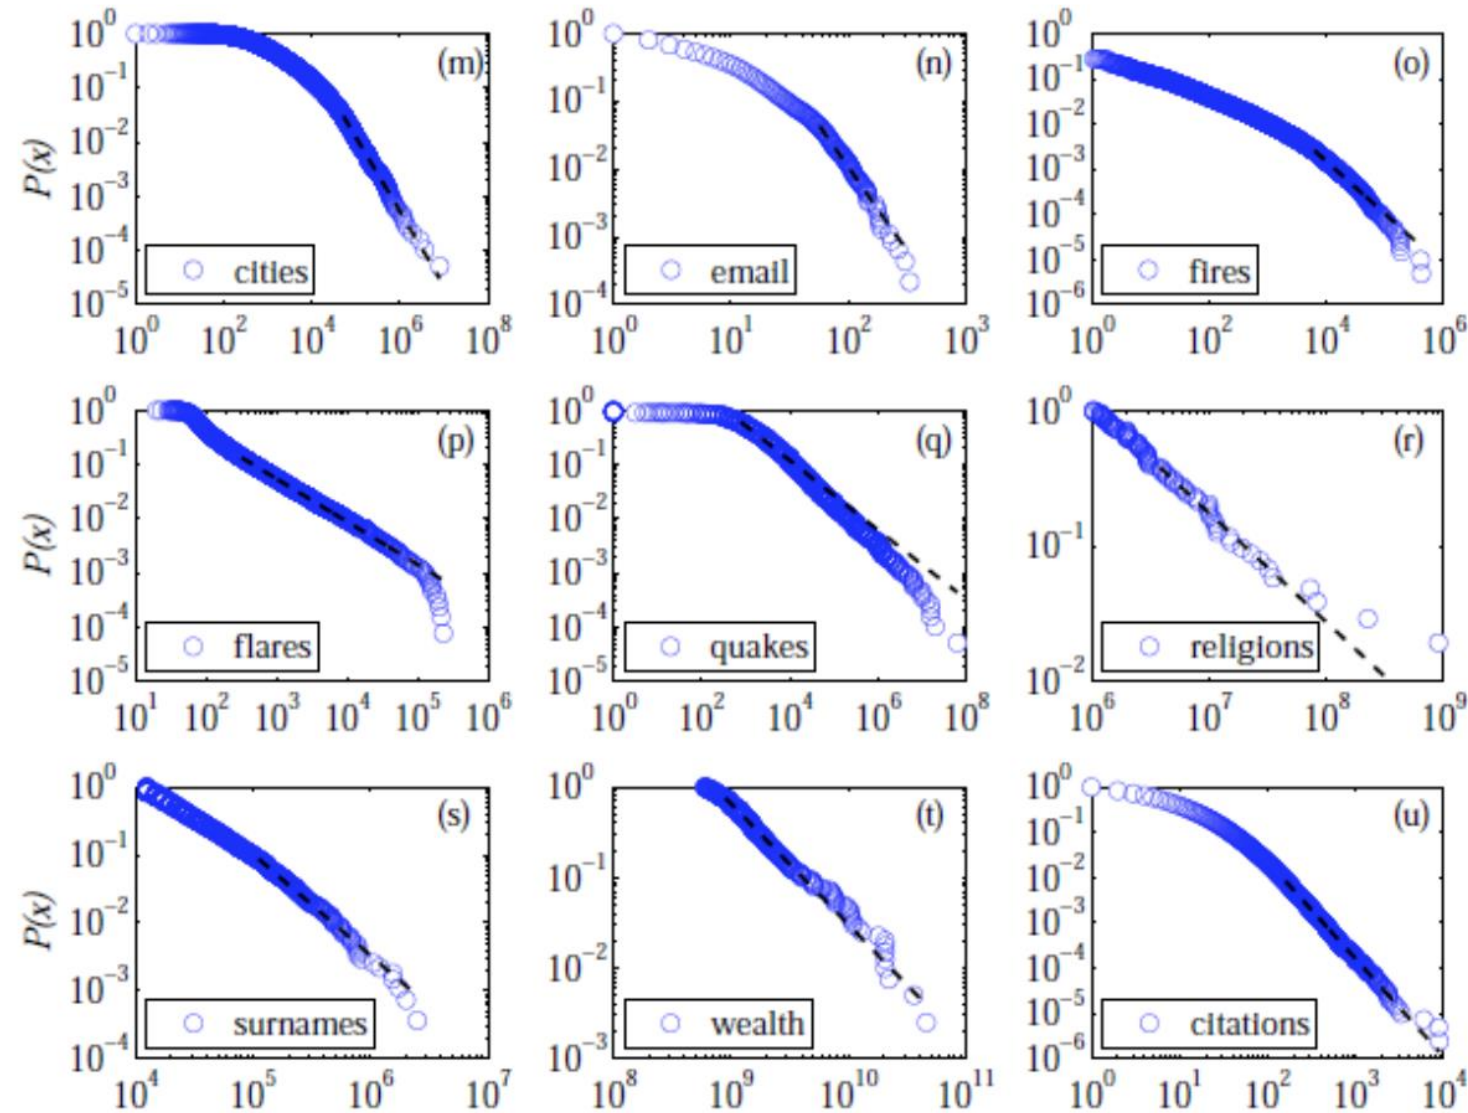 10^0 10^0 10^0
(m) (n) (o)
10^-1 10^-1 10^-1
10^-2 10^-2 10^-2
P(x)
10^-3 10^-3 10^-3
10^-4 10^-4
cities email fires
10^-5
10^-5 10^-4 10^-6
10^0 10^2 10^4 10^6 10^8 10^0 10^1 10^2 10^3 10^0 10^2 10^4 10^6
10^0 10^0 10^0
(p) (q) (r)
10^-1 10^-1
10^-2 10^-2 10^-1
P(x)
10^-3 10^-3
10^-4 10^-4
flares quakes religions
10^-5 10^-5 10^-2
10^1 10^2 10^3 10^4 10^5 10^6 10^0 10^2 10^4 10^6 10^8 10^6 10^7 10^8 10^9
10^0 10^0 10^0
(s) (t) (u)
10^-1
10^-1 10^-1
10^-2
10^-2 10^-3
P(x)
10^-2 10^-4
10^-3
surnames wealth citations
10^-5
10^-4 10^-3 10^-6
10^4 10^5 10^6 10^7 10^8 10^9 10^10 10^11 10^0 10^1 10^2 10^3 10^4